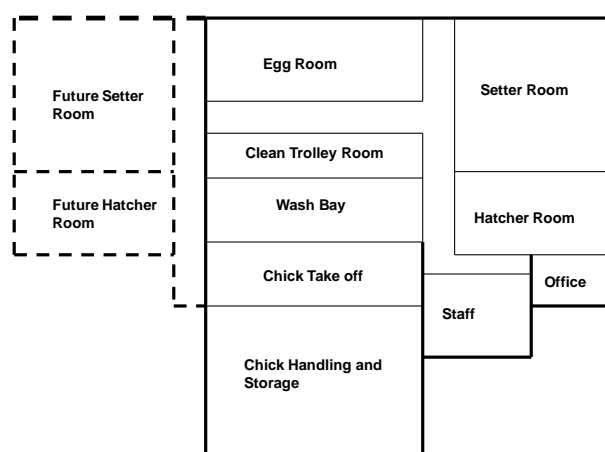 Egg Room
Setter Room
Future Setter
Room
Clean Trolley Room
Future Hatcher
Room
Wash Bay
Hatcher Room
Chick Take off
Office
Staff
Chick Handling and
Storage